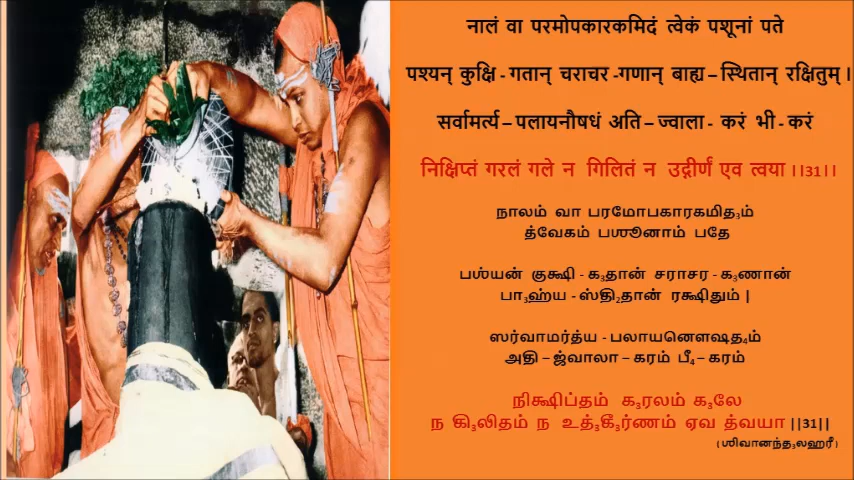 नालं वा परमोपकारकमिदं त्वेकं पशूनां पते
पश्यन् कुक्षि - गतान् चराचर -गणान् बाह्य – स्थितान् रक्षितुम् ।
सर्वामर्त्य – पलायनौषधं अति – ज्वाला - करं भी - करं
निक्षिप्तं गरलं गले न गिलितं न उद्गीर्णं एव त्वया ।।31।।
நாலம் வா பரமோபகாரகமித₃ம்
த்வேகம் பஶூனாம் பதே
பஶ்யன் குக்ஷி - க₃தான் சராசர - க₃ணான்
பா₃ஹ்ய - ஸ்தி₂தான் ரக்ஷிதும் |
ஸர்வாமர்த்ய - பலாயனௌஷத₄ம்
அதி – ஜ்வாலா – கரம் பீ₄ – கரம்
நிக்ஷிப்தம் க₃ரலம் க₃லே
ந கி₃லிதம் ந உத்₃கீ₃ர்ணம் ஏவ த்வயா ||31||
( ஶிவானந்த₃லஹரீ )